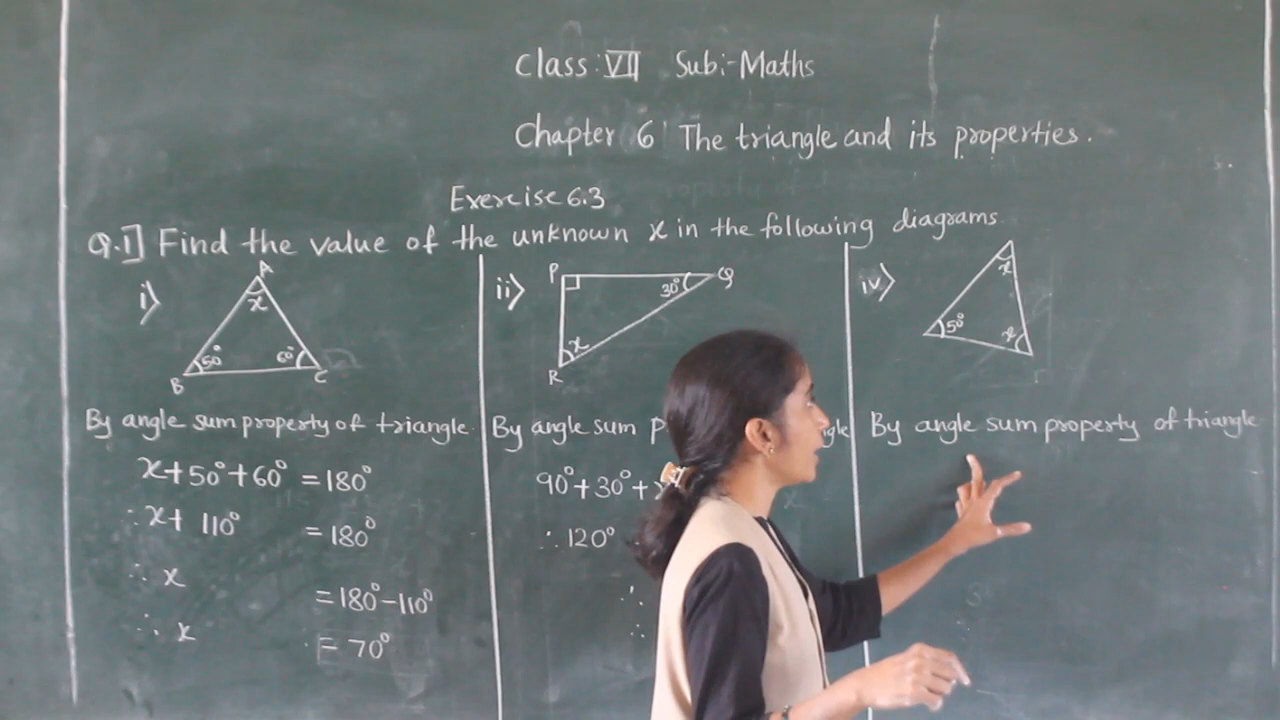 Class: VII Sub:-Maths
Chapter 6 The triangle and its properties.
Exercise 6.3
Q.1] Find the value of the unknown x in the following diagrams.
i)
A
x
50°
60°
B
C
By angle sum property of triangle
x+50°+60° =180°
∴x+ 110° =180°
∴ x =180°-110°
∴ x = 70°
ii)
P
30°
Q
x
R
By angle sum
90°+30°+
∴120°
∴
∴
iv)
x
50°
x
By angle sum property of triangle